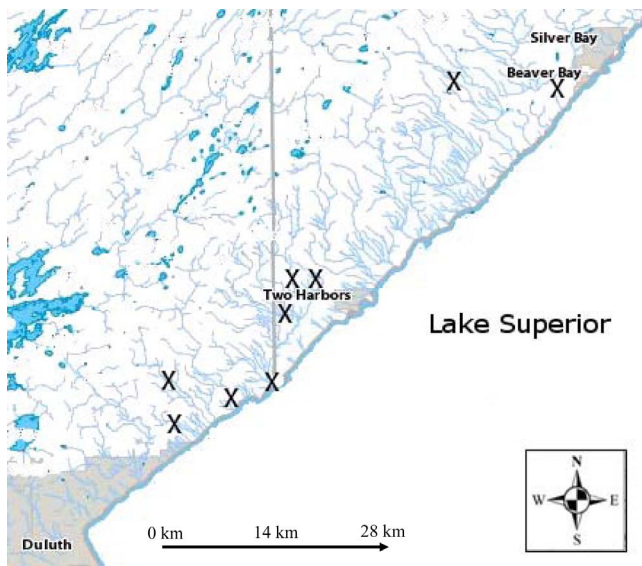 Silver Bay
Beaver Bay
X
X
X X
Two Harbors
X
Lake Superior
X
X
X
X
N
W E
S
0 km 14 km 28 km
Duluth